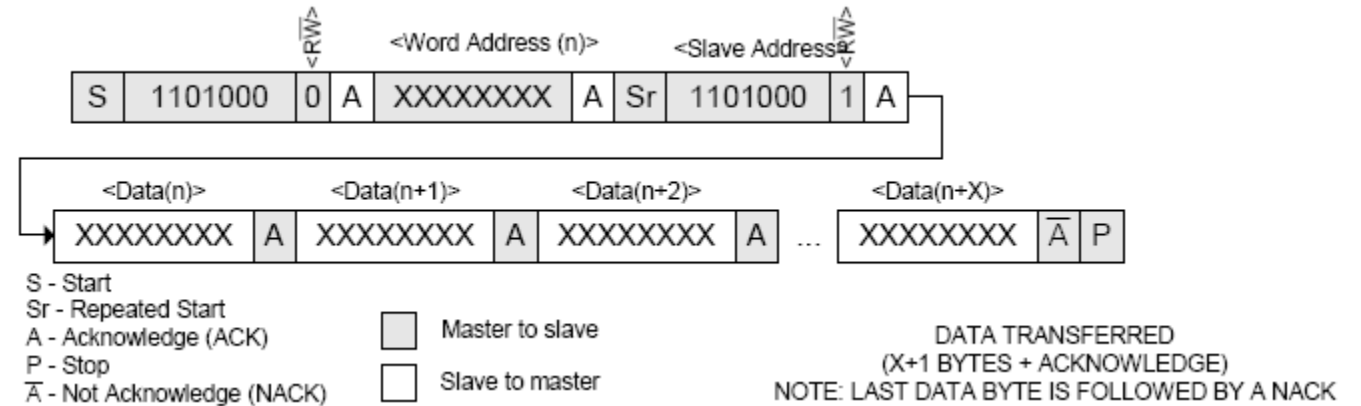 <RW̅> <Word Address (n)> <Slave Address> <RW̅>
S 1101000 0 A XXXXXXXX A Sr 1101000 1 A
<Data(n)> <Data(n+1)> <Data(n+2)> <Data(n+X)>
XXXXXXXX A XXXXXXXX A XXXXXXXX A ... XXXXXXXX A̅ P
S - Start
Sr - Repeated Start
A - Acknowledge (ACK)
P - Stop
A̅ - Not Acknowledge (NACK)
Master to slave
Slave to master
DATA TRANSFERRED
(X+1 BYTES + ACKNOWLEDGE)
NOTE: LAST DATA BYTE IS FOLLOWED BY A NACK